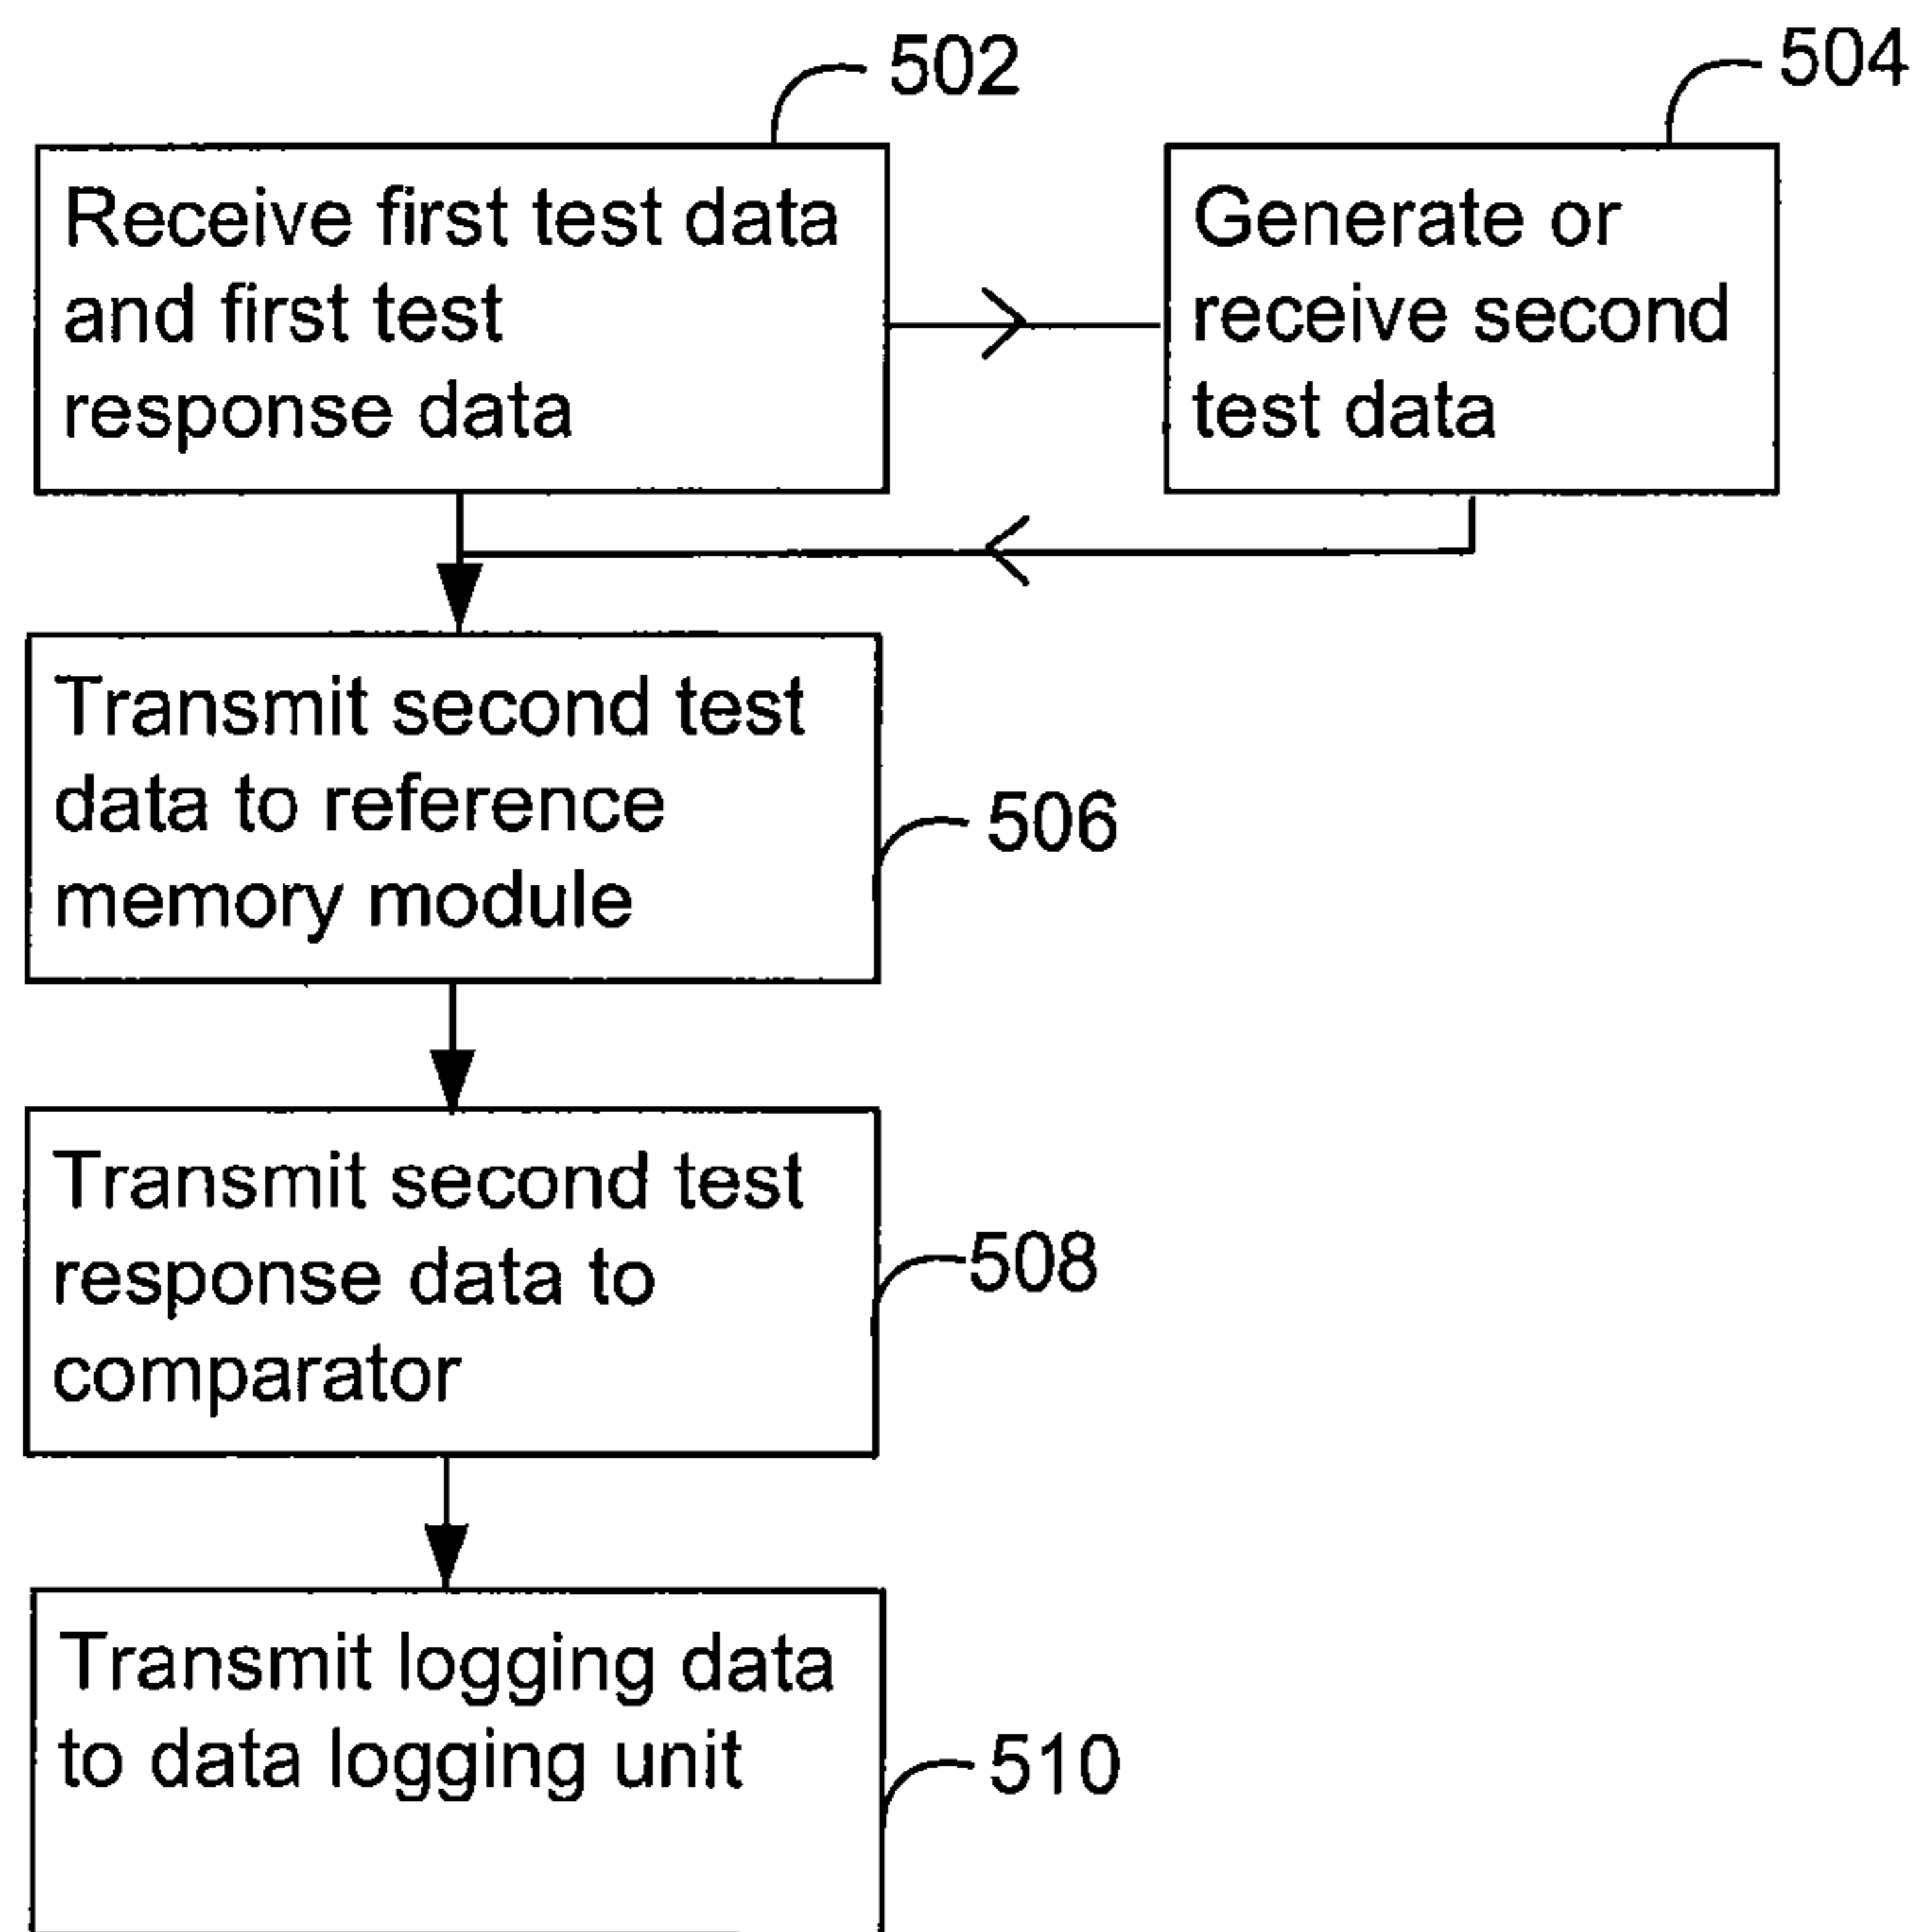 502
504
Receive first test data
and first test
response data
Generate or
receive second
test data
Transmit second test
data to reference
memory module
506
Transmit second test
response data to
comparator
508
Transmit logging data
to data logging unit
510